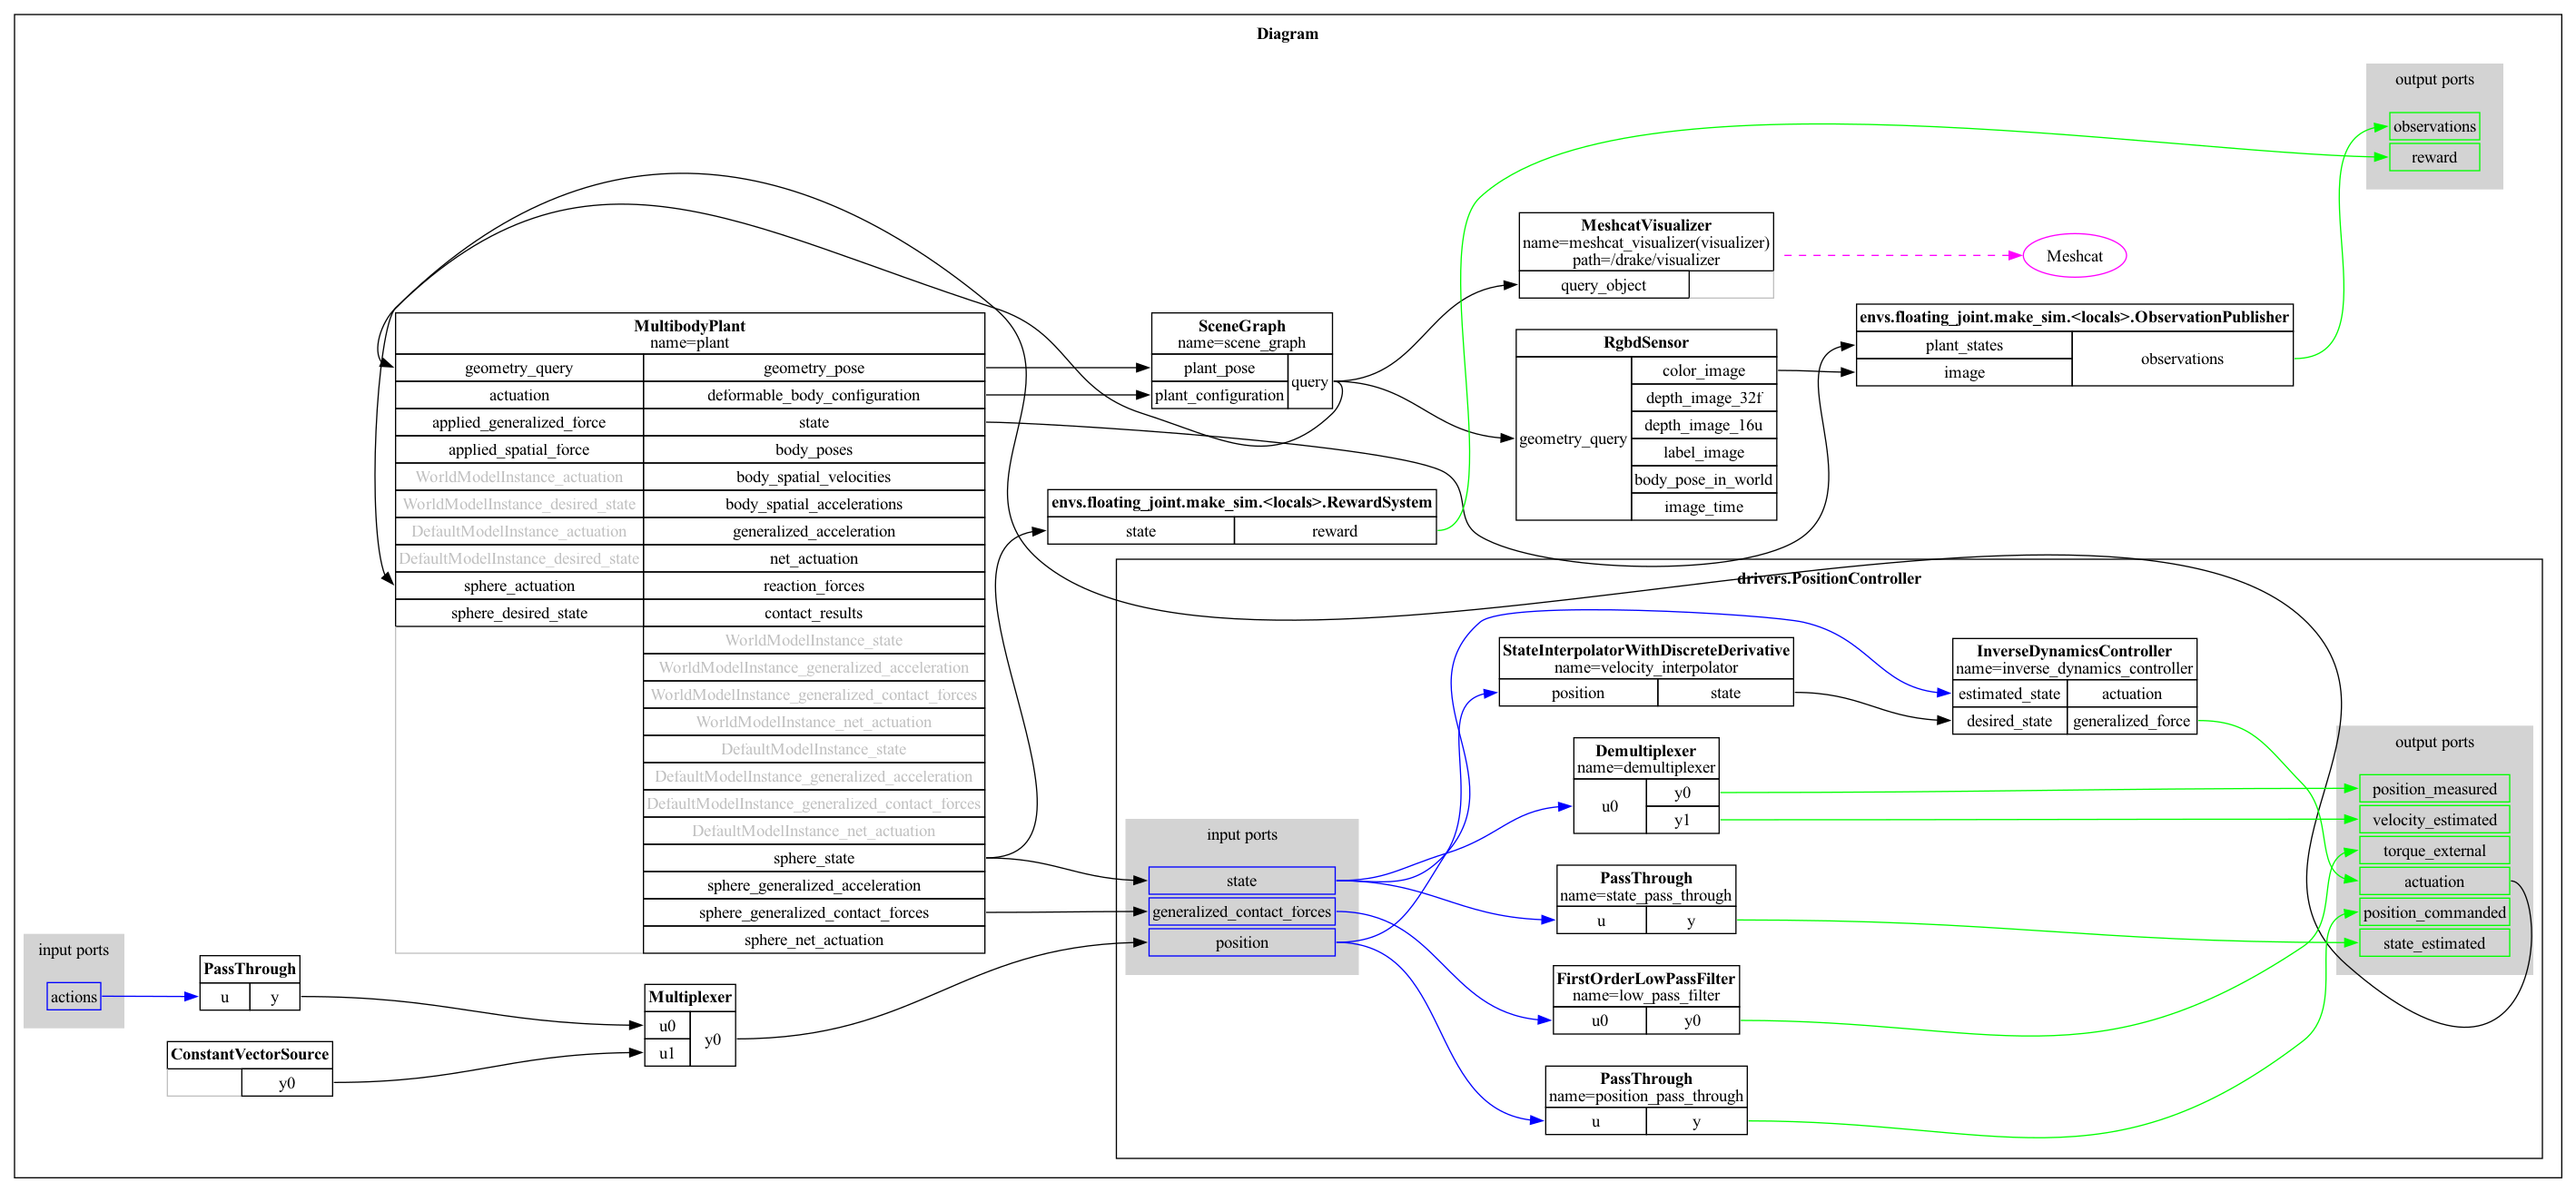 Diagram
output ports
observations
reward
MeshcatVisualizer
name=meshcat_visualizer(visualizer)
path=/drake/visualizer
query_object
Meshcat
MultibodyPlant
name=plant
geometry_query geometry_pose
actuation deformable_body_configuration
applied_generalized_force state
applied_spatial_force body_poses
WorldModelInstance_actuation body_spatial_velocities
WorldModelInstance_desired_state body_spatial_accelerations
DefaultModelInstance_actuation generalized_acceleration
DefaultModelInstance_desired_state net_actuation
sphere_actuation reaction_forces
sphere_desired_state contact_results
WorldModelInstance_state
WorldModelInstance_generalized_acceleration
WorldModelInstance_generalized_contact_forces
WorldModelInstance_net_actuation
DefaultModelInstance_state
DefaultModelInstance_generalized_acceleration
DefaultModelInstance_generalized_contact_forces
DefaultModelInstance_net_actuation
sphere_state
sphere_generalized_acceleration
sphere_generalized_contact_forces
sphere_net_actuation
SceneGraph
name=scene_graph
plant_pose
plant_configuration
query
RgbdSensor
geometry_query
color_image
depth_image_32f
depth_image_16u
label_image
body_pose_in_world
image_time
envs.floating_joint.make_sim.<locals>.ObservationPublisher
plant_states
image
observations
envs.floating_joint.make_sim.<locals>.RewardSystem
state reward
drivers.PositionController
StateInterpolatorWithDiscreteDerivative
name=velocity_interpolator
position state
InverseDynamicsController
name=inverse_dynamics_controller
estimated_state actuation
desired_state generalized_force
Demultiplexer
name=demultiplexer
u0
y0
y1
output ports
position_measured
velocity_estimated
torque_external
actuation
position_commanded
state_estimated
input ports
state
generalized_contact_forces
position
PassThrough
name=state_pass_through
u y
FirstOrderLowPassFilter
name=low_pass_filter
u0 y0
PassThrough
name=position_pass_through
u y
input ports
actions
PassThrough
u y
ConstantVectorSource
y0
Multiplexer
u0
u1
y0